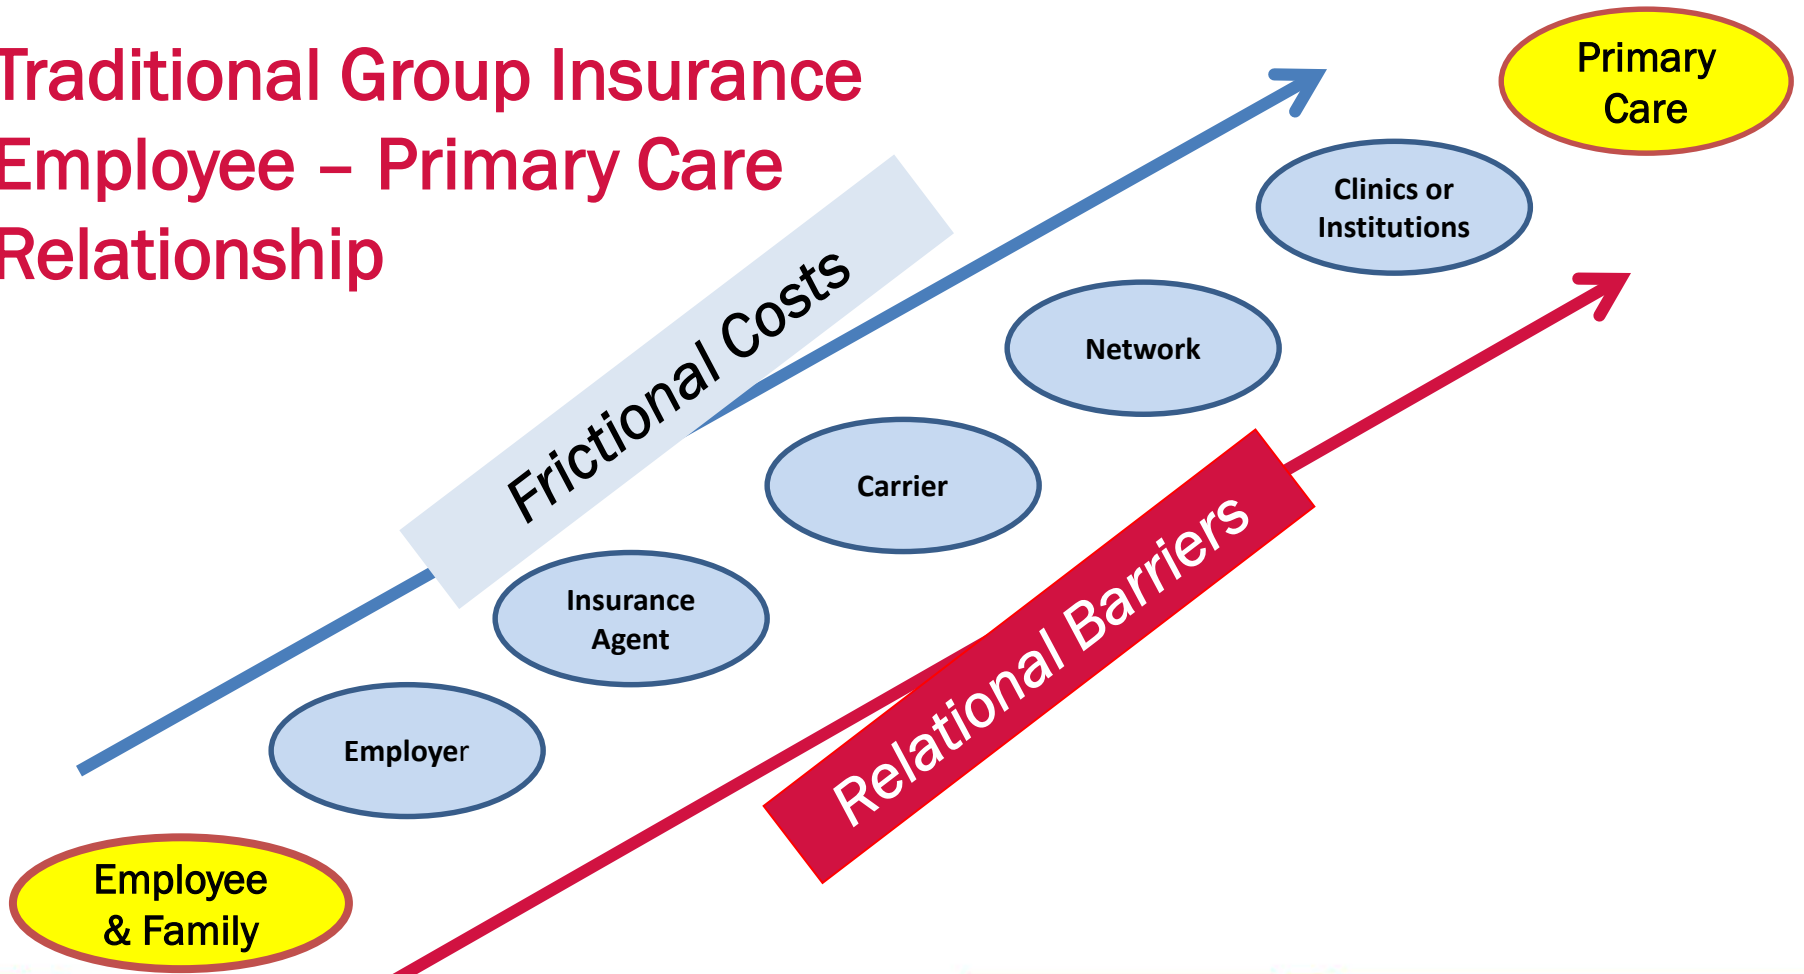 Traditional Group Insurance
Employee – Primary Care
Relationship
Primary
Care
Clinics or
Institutions
Network
Frictional Costs
Carrier
Insurance
Agent
Relational Barriers
Employer
Employee
& Family